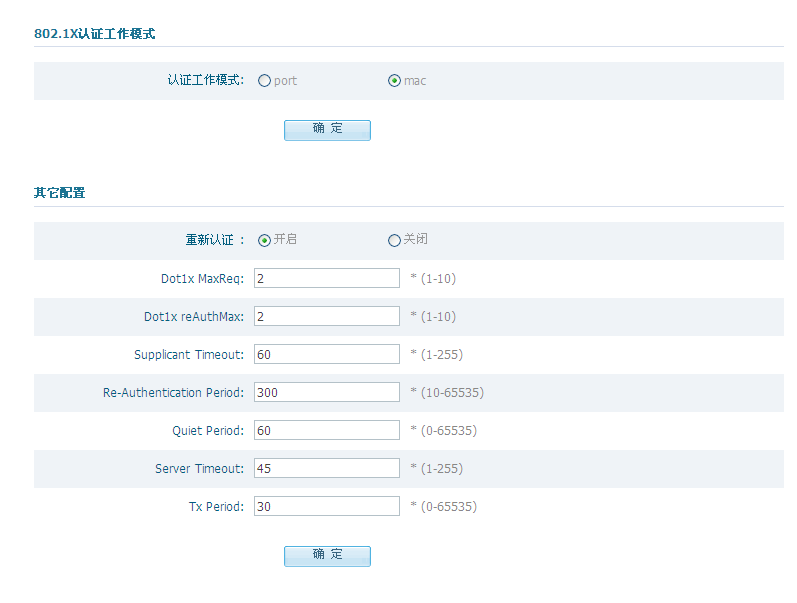 802.1X认证工作模式
认证工作模式: port mac
确 定
其它配置
重新认证 : 开启 关闭
Dot1x MaxReq: 2 * (1-10)
Dot1x reAuthMax: 2 * (1-10)
Supplicant Timeout: 60 * (1-255)
Re-Authentication Period: 300 * (10-65535)
Quiet Period: 60 * (0-65535)
Server Timeout: 45 * (1-255)
Tx Period: 30 * (0-65535)
确 定